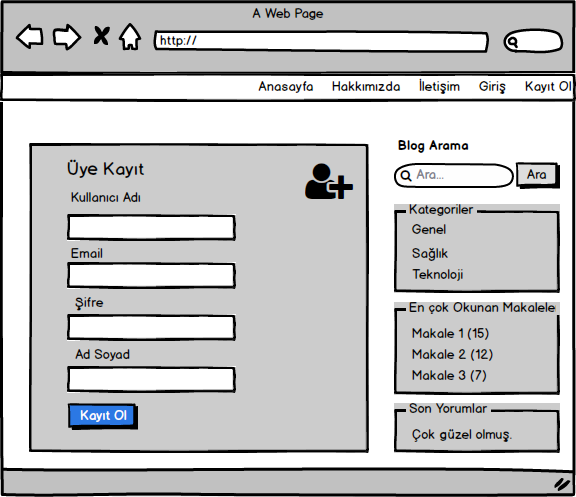 A Web Page
http://
Anasayfa Hakkımızda İletişim Giriş Kayıt Ol
Üye Kayıt
Kullanıcı Adı
Email
Şifre
Ad Soyad
Kayıt Ol
Blog Arama
Ara... Ara
Kategoriler
Genel
Sağlık
Teknoloji
En çok Okunan Makalele
Makale 1 (15)
Makale 2 (12)
Makale 3 (7)
Son Yorumlar
Çok güzel olmuş.